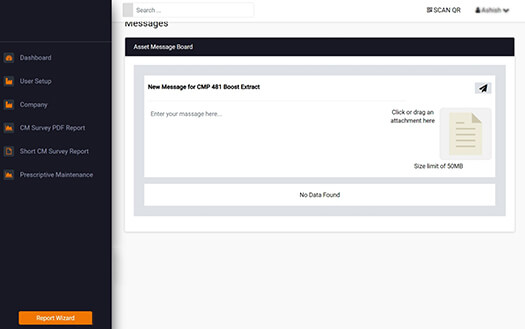 Search ...
SCAN QR
Messages
Asset Message Board
Dashboard
User Setup
Company
CM Survey PDF Report
Short CM Survey Report
Prescriptive Maintenance
New Message for CMP 481 Boost Extract
Enter your massage here...
Click or drag an
attachment here
Size limit of 50MB
No Data Found
Report Wizard